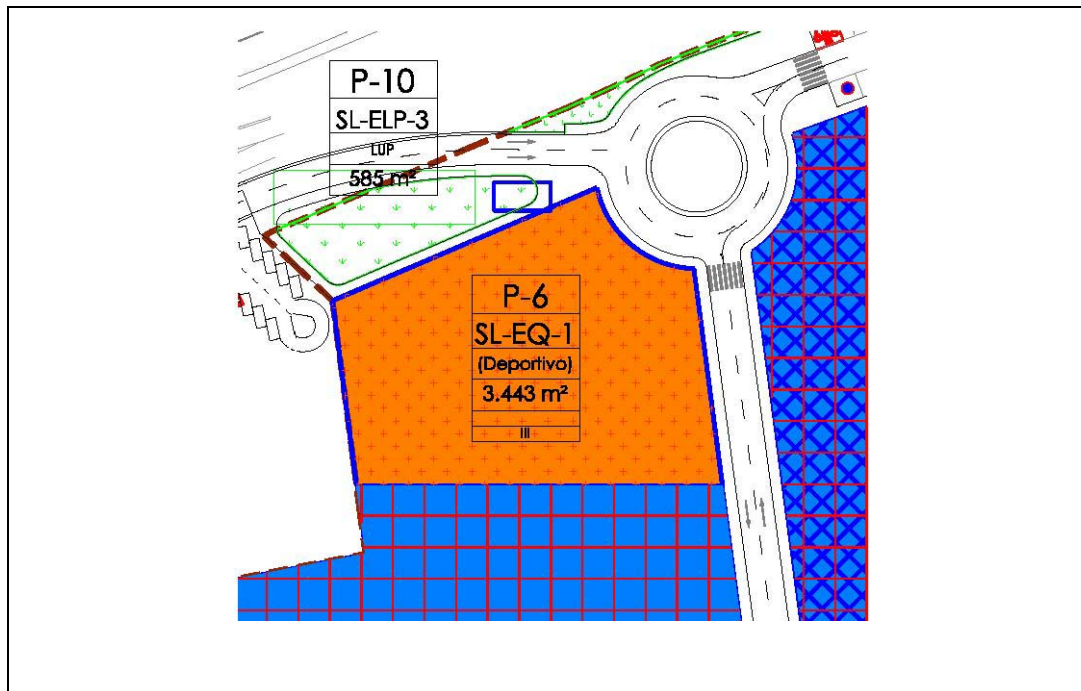 P-10
SL-ELP-3
LUP
585 m²
P-6
SL-EQ-1
(Deportivo)
3.443 m²
III